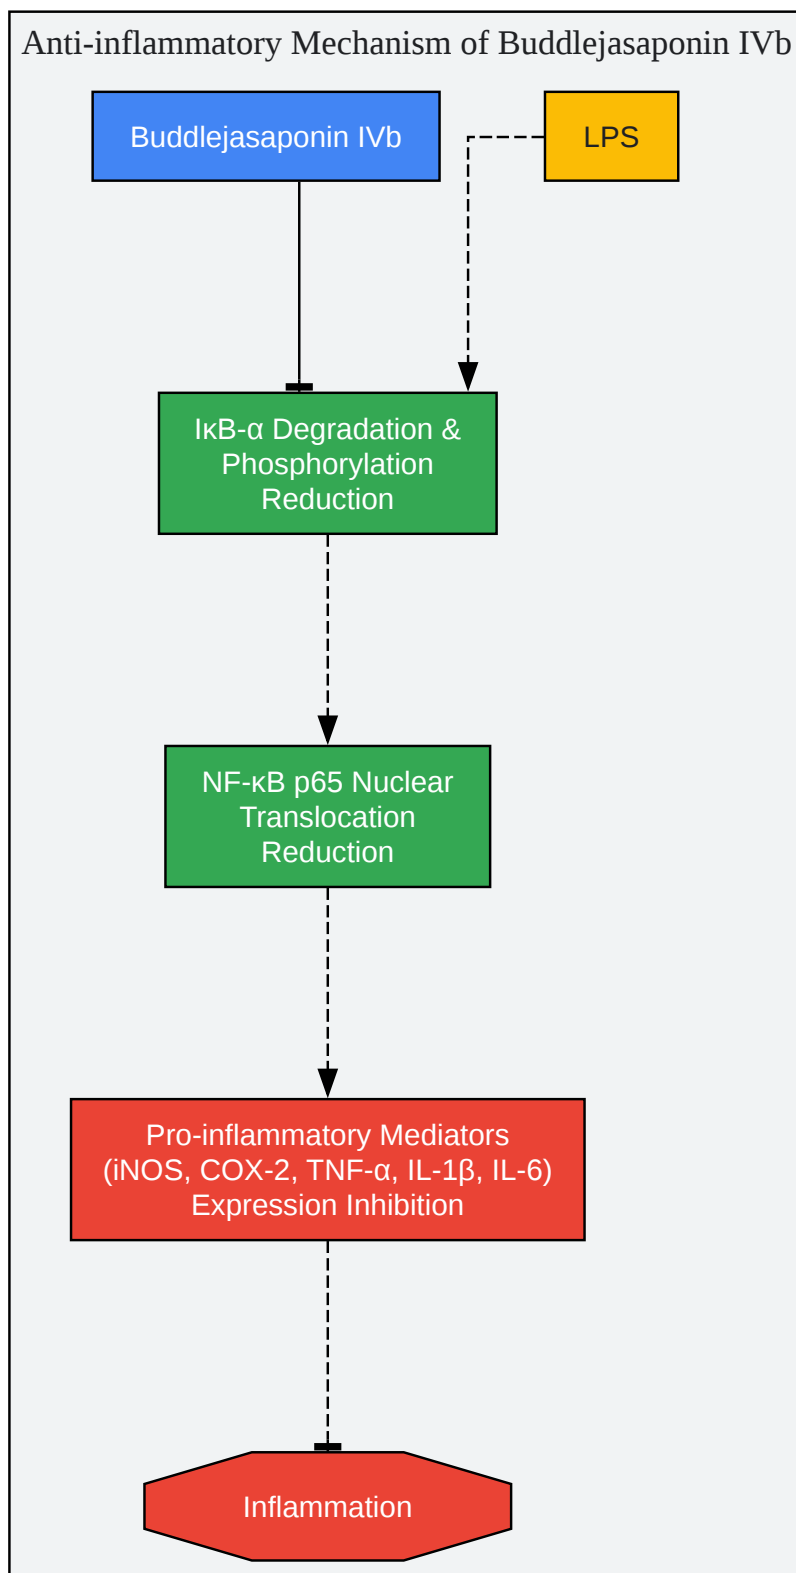 Anti-inflammatory Mechanism of Buddlejasaponin IVb
Buddlejasaponin IVb
LPS
IκB-α Degradation &
Phosphorylation
Reduction
NF-κB p65 Nuclear
Translocation
Reduction
Pro-inflammatory Mediators
(iNOS, COX-2, TNF-α, IL-1β, IL-6)
Expression Inhibition
Inflammation